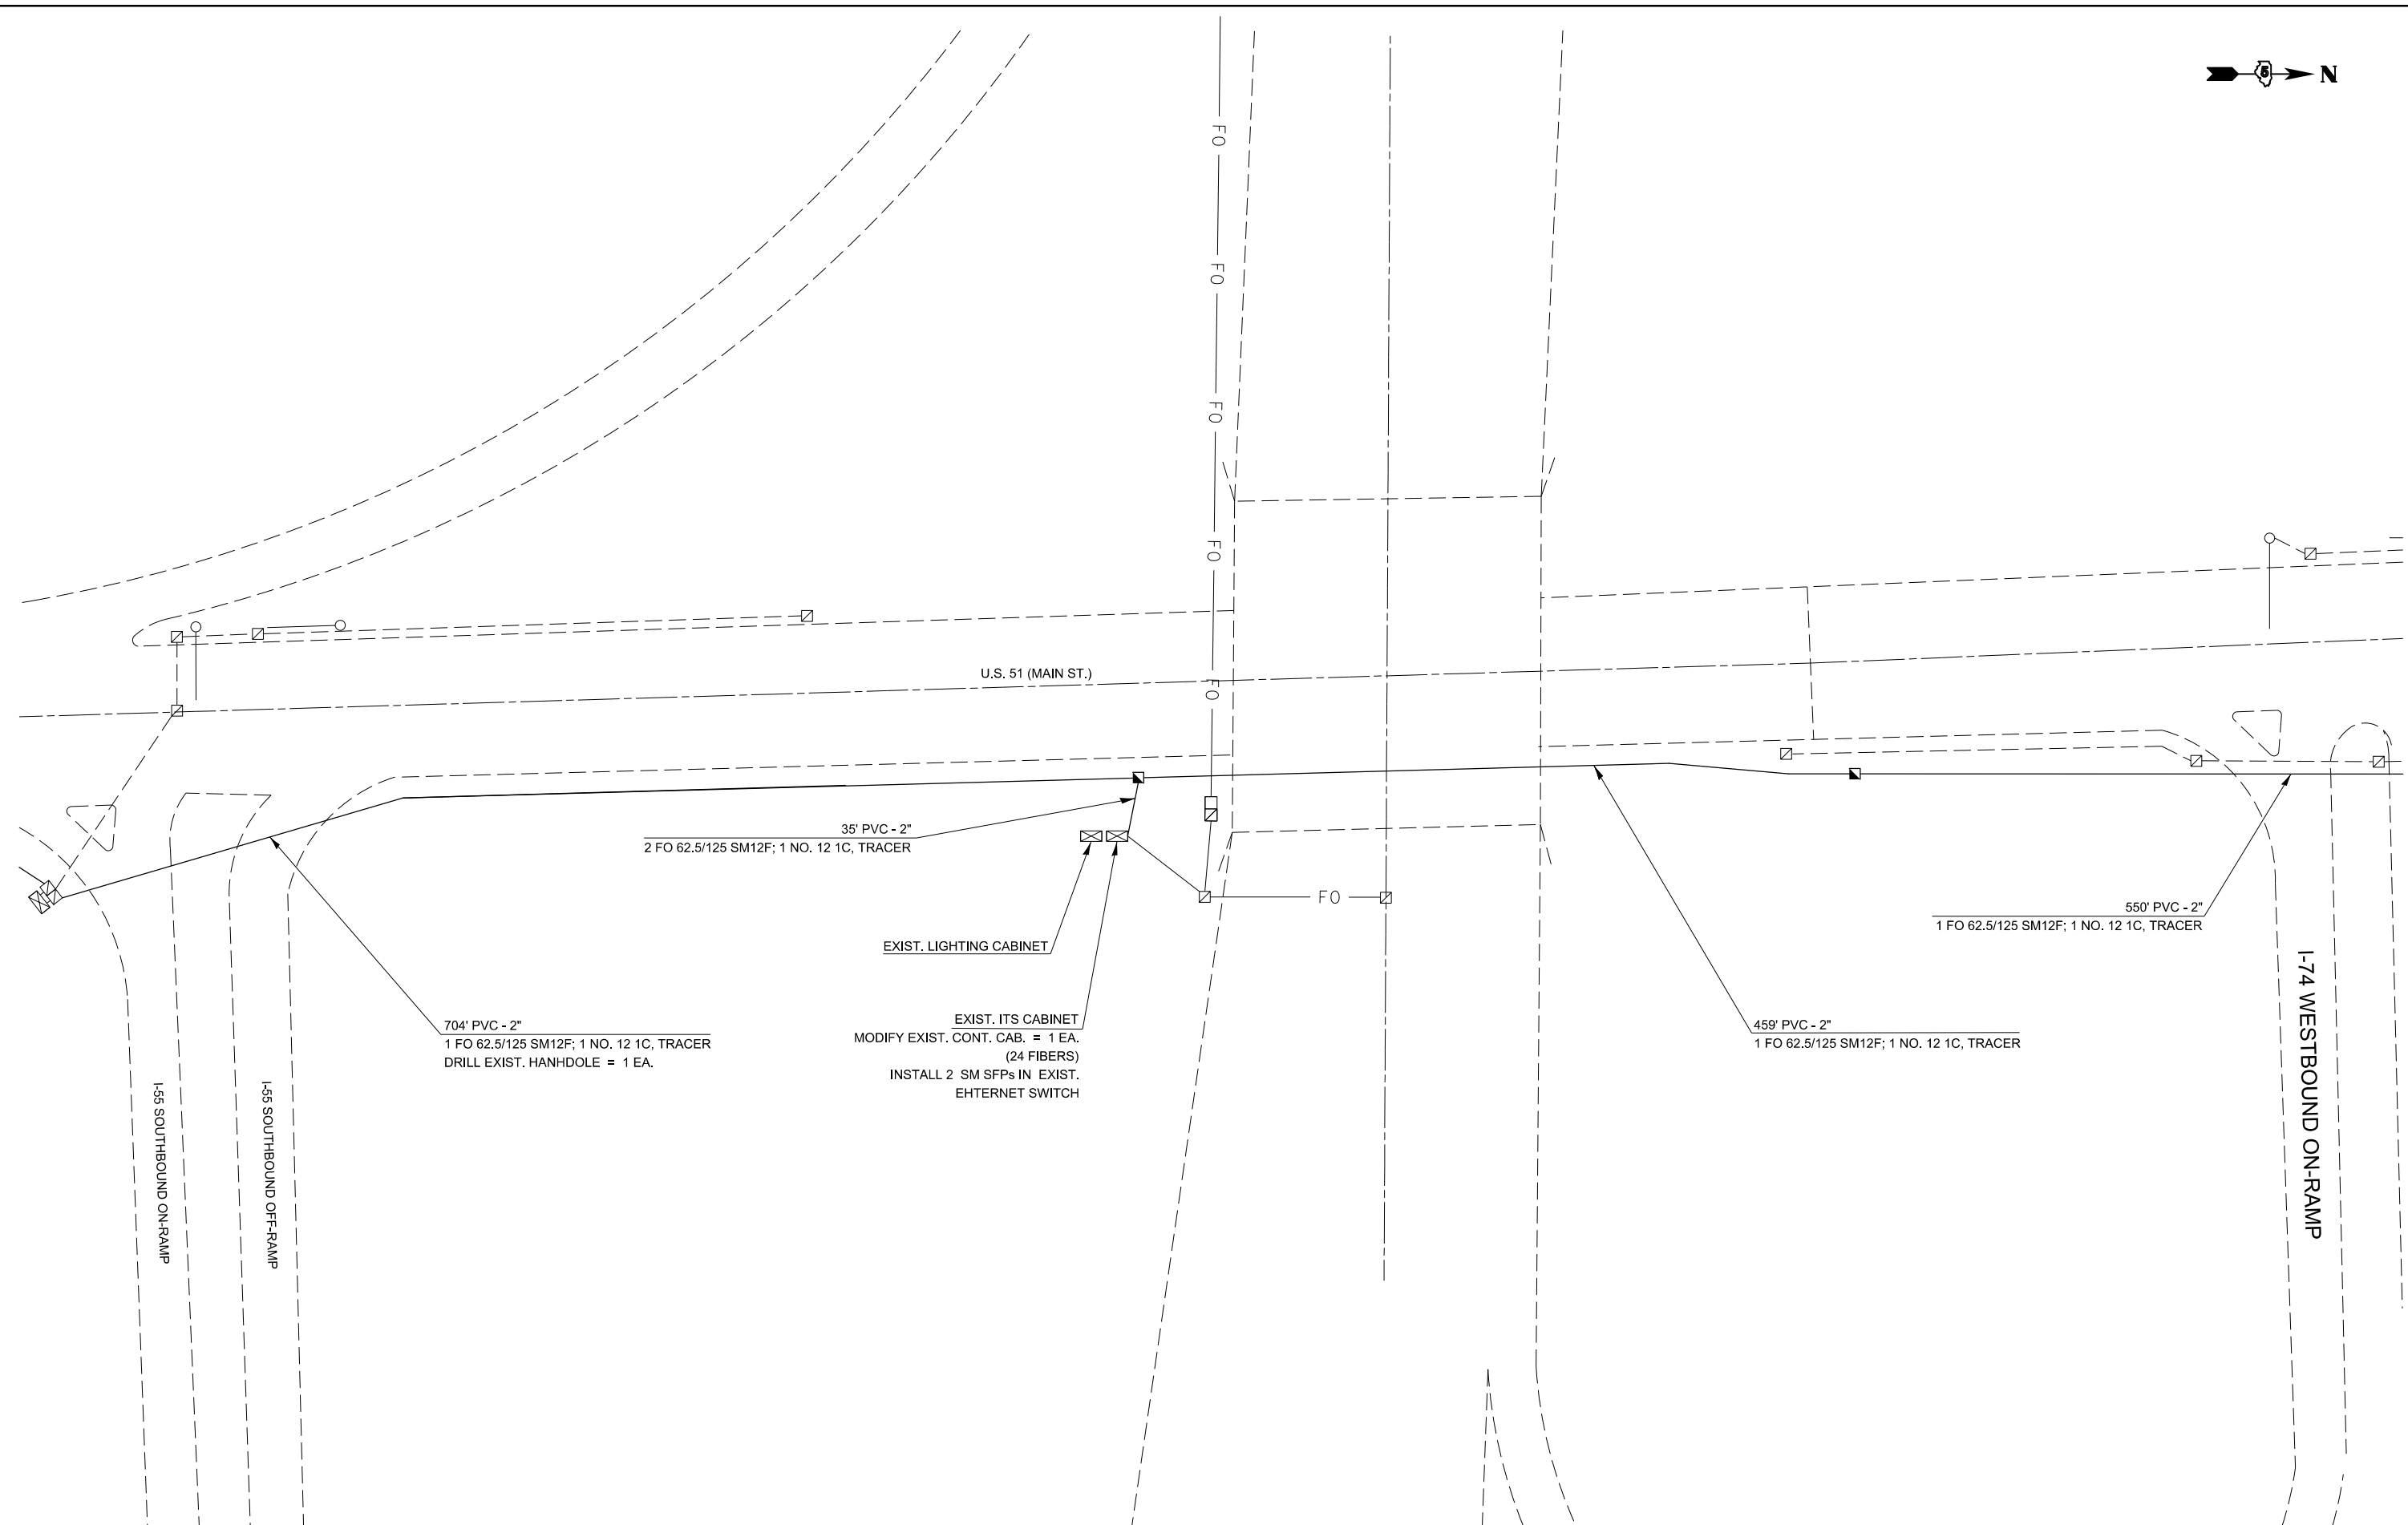 5
N
FO
FO
FO
FO
FO
U.S. 51 (MAIN ST.)
35' PVC - 2"
2 FO 62.5/125 SM12F; 1 NO. 12 1C, TRACER
FO
EXIST. LIGHTING CABINET
550' PVC - 2"
1 FO 62.5/125 SM12F; 1 NO. 12 1C, TRACER
704' PVC - 2"
1 FO 62.5/125 SM12F; 1 NO. 12 1C, TRACER
DRILL EXIST. HANHDOLE = 1 EA.
EXIST. ITS CABINET
MODIFY EXIST. CONT. CAB. = 1 EA.
(24 FIBERS)
INSTALL 2 SM SFPs IN EXIST.
EHTERNET SWITCH
459' PVC - 2"
1 FO 62.5/125 SM12F; 1 NO. 12 1C, TRACER
I-55 SOUTHBOUND ON-RAMP
I-55 SOUTHBOUND OFF-RAMP
I-74 WESTBOUND ON-RAMP